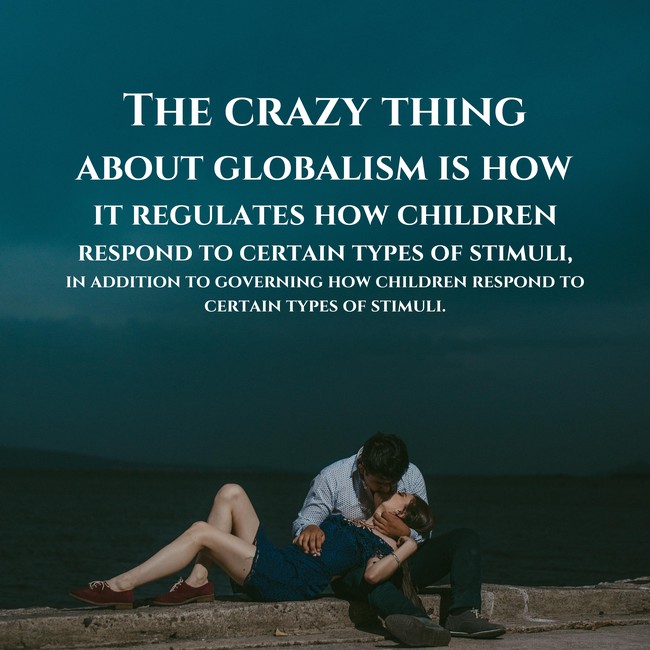 The crazy thing
about globalism is how
it regulates how children
respond to certain types of stimuli,
in addition to governing how children respond to
certain types of stimuli.